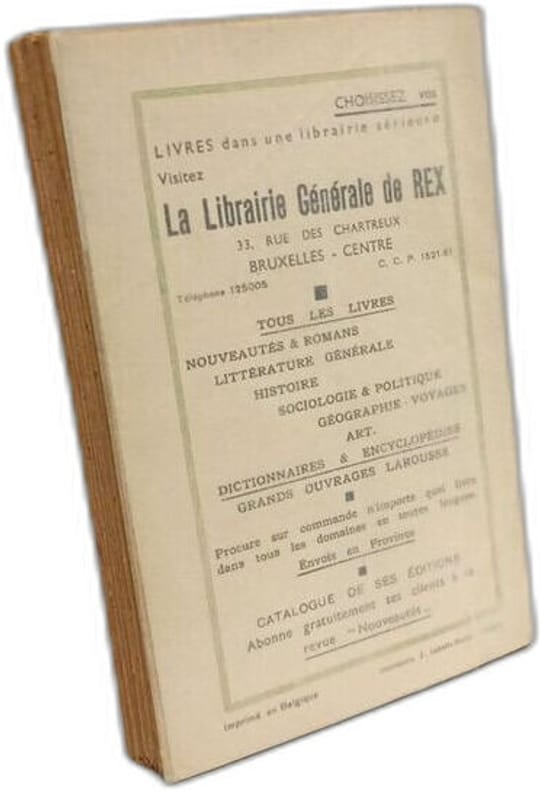 CHOISISSEZ VOS
LIVRES dans une librairie sérieuse
Visitez
La Librairie Générale de REX
33, RUE DES CHARTREUX
BRUXELLES - CENTRE
Téléphone 125005
C. C. P. 1521.61
TOUS LES LIVRES
NOUVEAUTÉS & ROMANS
LITTÉRATURE GÉNÉRALE
HISTOIRE
SOCIOLOGIE & POLITIQUE
GÉOGRAPHIE - VOYAGES
ART.
DICTIONNAIRES & ENCYCLOPÉDIES
GRANDS OUVRAGES LAROUSSE
Procure sur commande n'importe quel livre
dans tous les domaines en toutes langues
Envois en Province
CATALOGUE DE SES ÉDITIONS
Abonne gratuitement ses clients à la
revue "Nouveautés"
Imprimé en Belgique